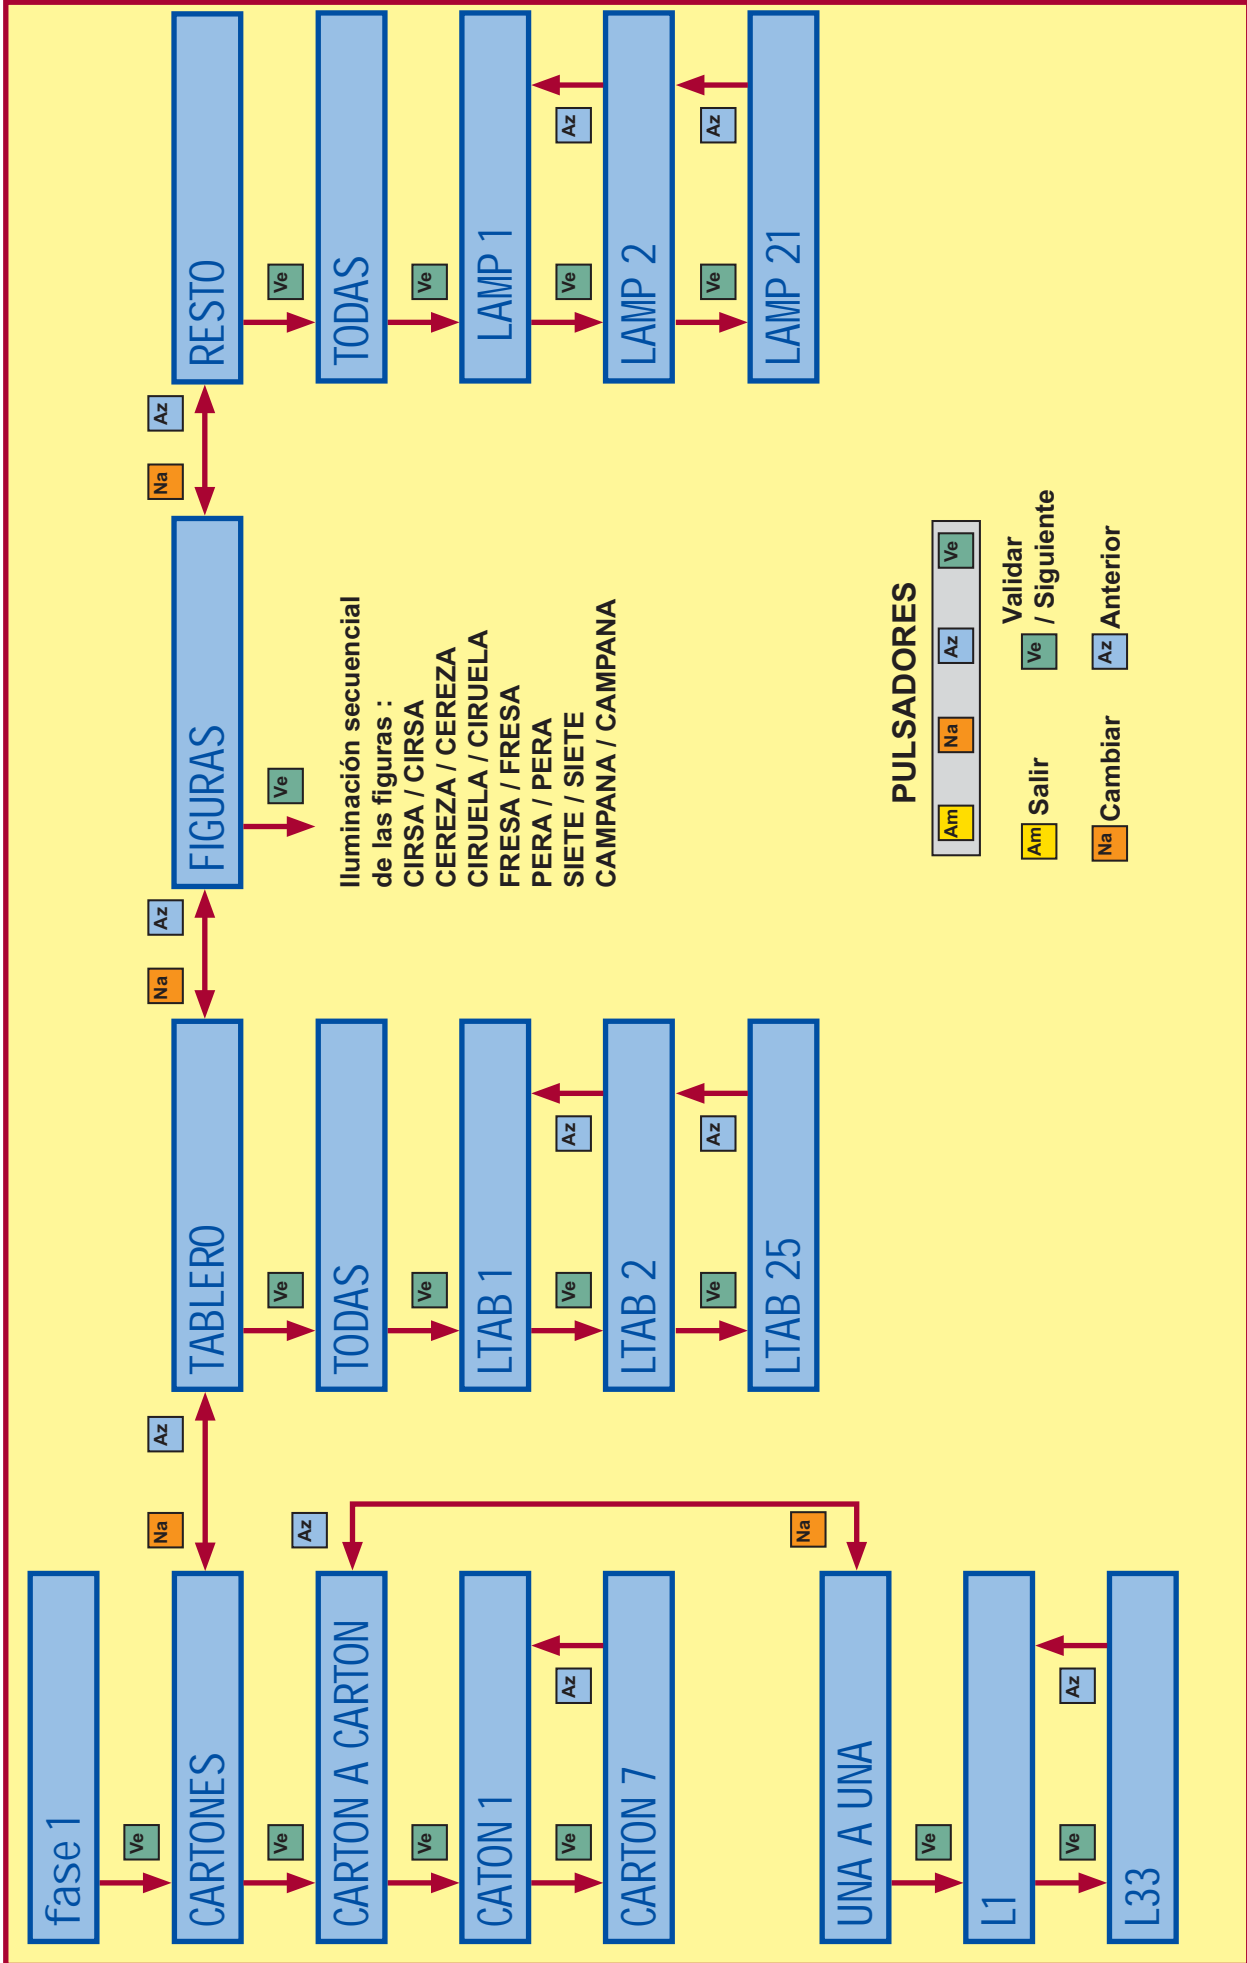 fase 1
Ve
CARTONES
Na
Az
TABLERO
Na
Az
FIGURAS
Na
Az
RESTO
Ve
CARTON A CARTON
Az
Ve
CATON 1
Ve
Az
CARTON 7
Na
UNA A UNA
Ve
L1
Ve
Az
L33
Ve
TODAS
Ve
LTAB 1
Ve
Az
LTAB 2
Ve
Az
LTAB 25
Ve
Iluminación secuencial
de las figuras :
CIRSA / CIRSA
CEREZA / CEREZA
CIRUELA / CIRUELA
FRESA / FRESA
PERA / PERA
SIETE / SIETE
CAMPANA / CAMPANA
Ve
TODAS
Ve
LAMP 1
Ve
Az
LAMP 2
Ve
Az
LAMP 21
PULSADORES
Am Na Az Ve
Am Salir
Ve Validar
/ Siguiente
Na Cambiar
Az Anterior